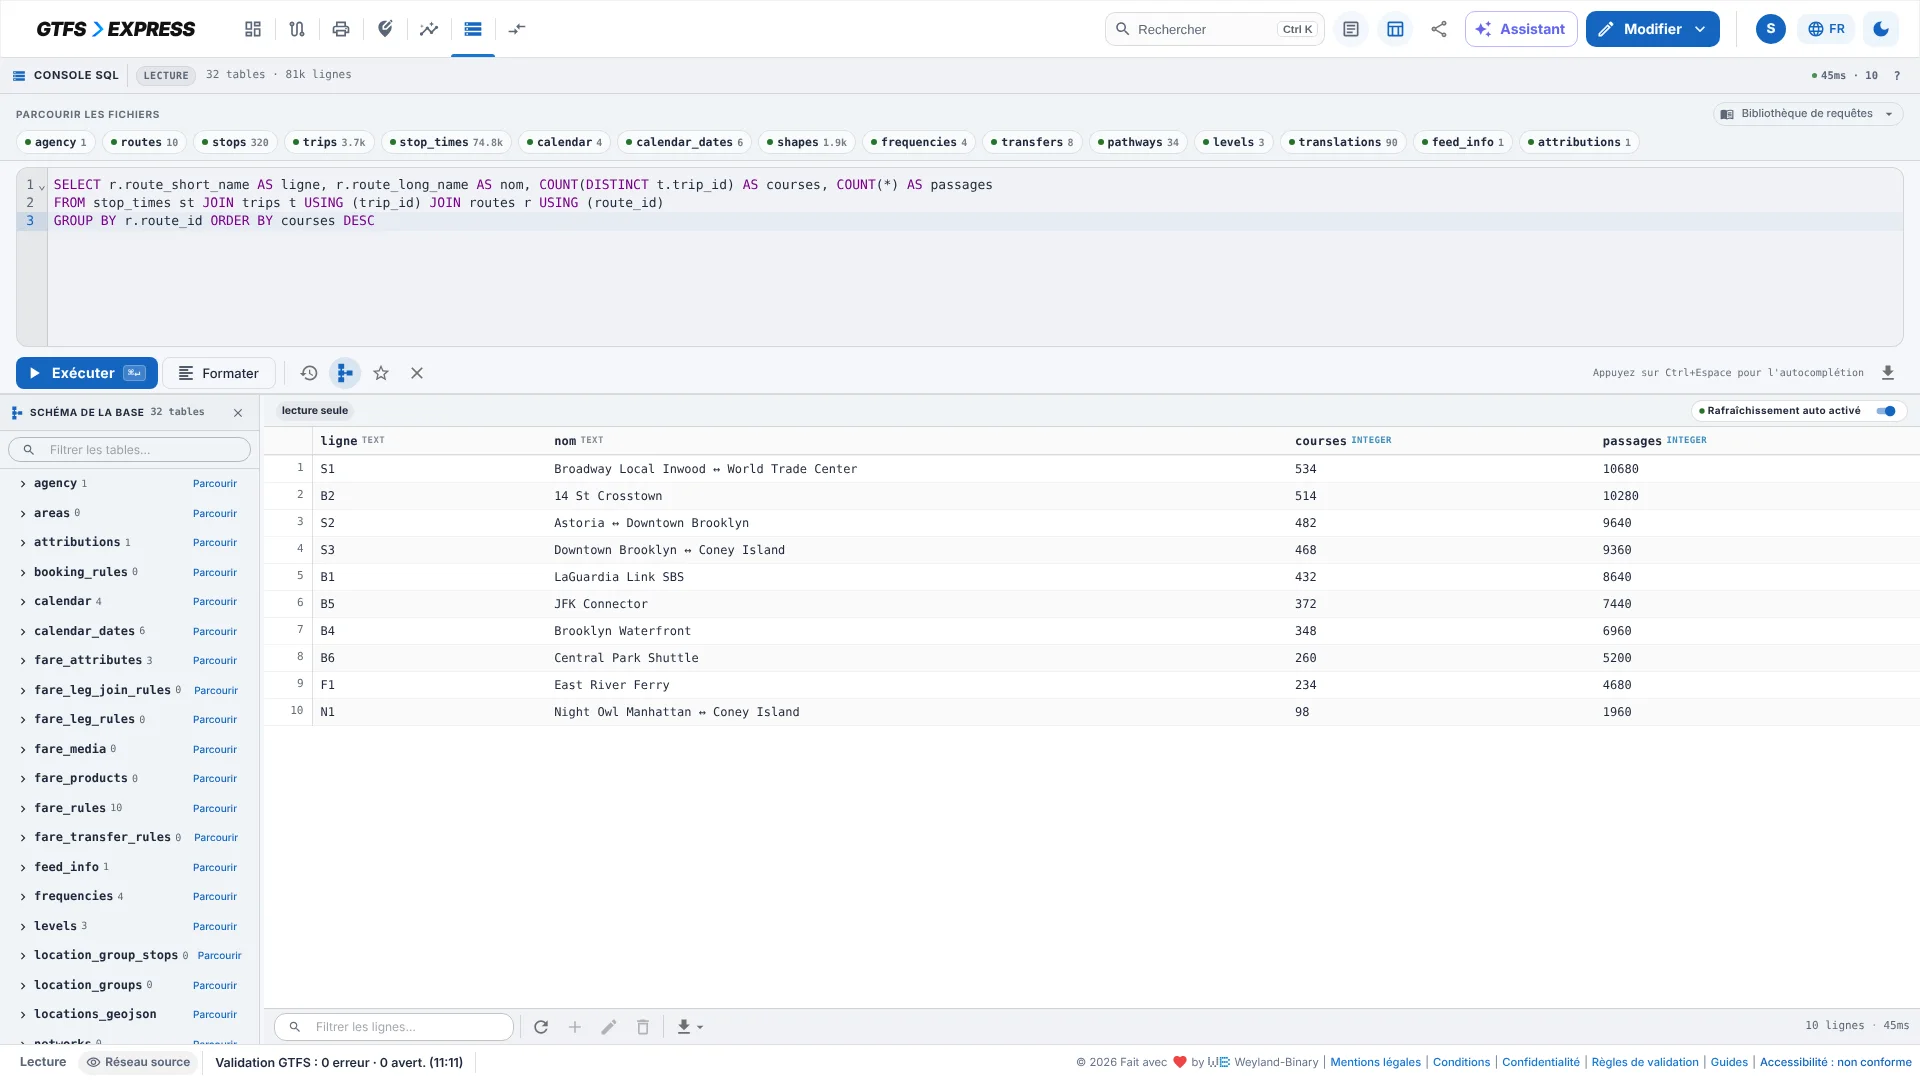 GTFS EXPRESS
Rechercher Ctrl K
Assistant
Modifier
S
FR
CONSOLE SQL LECTURE 32 tables · 81k lignes
45ms · 10 ?
PARCOURIR LES FICHIERS
Bibliothèque de requêtes
agency 1 routes 10 stops 320 trips 3.7k stop_times 74.8k calendar 4 calendar_dates 6 shapes 1.9k frequencies 4 transfers 8 pathways 34 levels 3 translations 90 feed_info 1 attributions 1
1 SELECT r.route_short_name AS ligne, r.route_long_name AS nom, COUNT(DISTINCT t.trip_id) AS courses, COUNT(*) AS passages
2 FROM stop_times st JOIN trips t USING (trip_id) JOIN routes r USING (route_id)
3 GROUP BY r.route_id ORDER BY courses DESC
Exécuter
Formater
Appuyez sur Ctrl+Espace pour l'autocomplétion
SCHÉMA DE LA BASE 32 tables
Filtrer les tables...
agency 1 Parcourir
areas 0 Parcourir
attributions 1 Parcourir
booking_rules 0 Parcourir
calendar 4 Parcourir
calendar_dates 6 Parcourir
fare_attributes 3 Parcourir
fare_leg_join_rules 0 Parcourir
fare_leg_rules 0 Parcourir
fare_media 0 Parcourir
fare_products 0 Parcourir
fare_rules 10 Parcourir
fare_transfer_rules 0 Parcourir
feed_info 1 Parcourir
frequencies 4 Parcourir
levels 3 Parcourir
location_group_stops 0 Parcourir
location_groups 0 Parcourir
locations_geojson Parcourir
networks 0 Parcourir
lecture seule
Rafraîchissement auto activé
ligne TEXT nom TEXT courses INTEGER passages INTEGER
1 S1 Broadway Local Inwood ↔ World Trade Center 534 10680
2 B2 14 St Crosstown 514 10280
3 S2 Astoria ↔ Downtown Brooklyn 482 9640
4 S3 Downtown Brooklyn ↔ Coney Island 468 9360
5 B1 LaGuardia Link SBS 432 8640
6 B5 JFK Connector 372 7440
7 B4 Brooklyn Waterfront 348 6960
8 B6 Central Park Shuttle 260 5200
9 F1 East River Ferry 234 4680
10 N1 Night Owl Manhattan ↔ Coney Island 98 1960
Filtrer les lignes...
10 lignes · 45ms
Lecture Réseau source Validation GTFS : 0 erreur · 0 avert. (11:11)
© 2026 Fait avec ❤ by Weyland-Binary | Mentions légales | Conditions | Confidentialité | Règles de validation | Guides | Accessibilité : non conforme